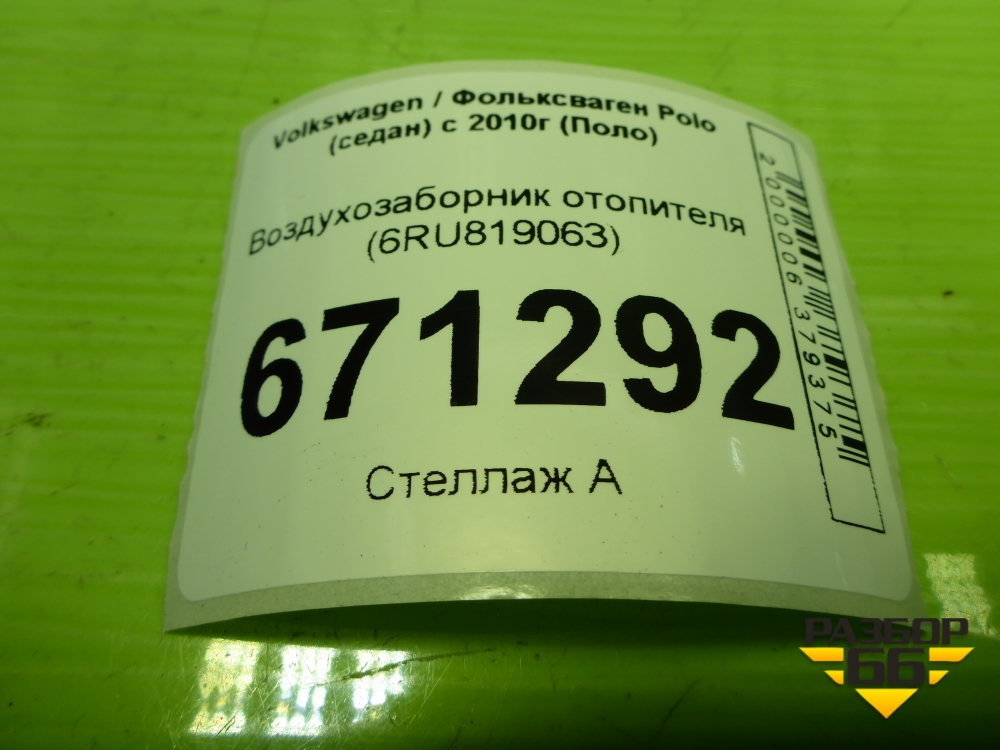 Volkswagen / Фольксваген Polo
(седан) с 2010г (Поло)
Воздухозаборник отопителя
(6RU819063)
671292
Стеллаж А
2000006379375
РАЗБОР
66